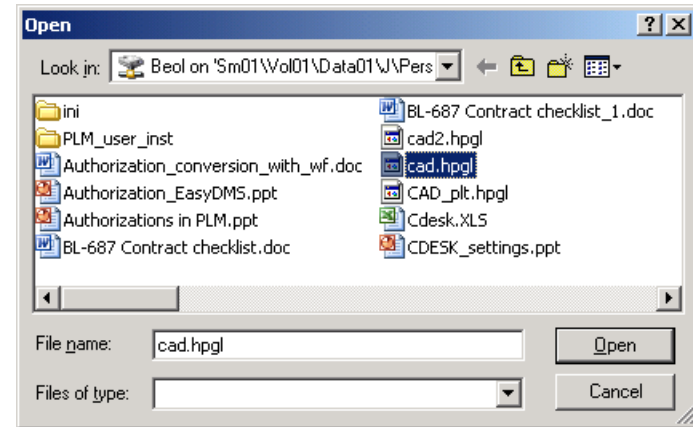 Open
Look in: Beol on 'Sm01\Vol01\Data01\J\Pers
ini
PLM_user_inst
Authorization_conversion_with_wf.doc
Authorization_EasyDMS.ppt
Authorizations in PLM.ppt
BL-687 Contract checklist.doc
BL-687 Contract checklist_1.doc
cad2.hpgl
cad.hpgl
CAD_plt.hpgl
Cdesk.XLS
CDESK_settings.ppt
File name: cad.hpgl Open
Files of type: Cancel